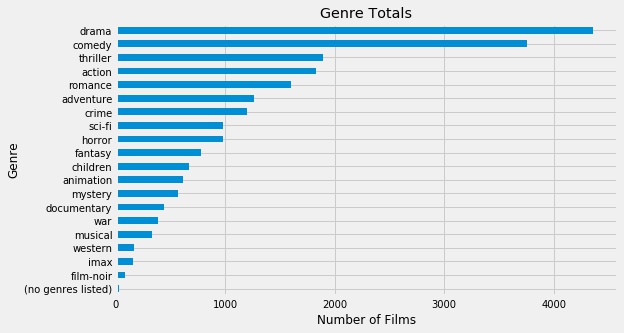 Genre Totals
drama
comedy
thriller
action
romance
adventure
crime
sci-fi
horror
fantasy
children
animation
mystery
documentary
war
musical
western
imax
film-noir
(no genres listed)
Genre
0 1000 2000 3000 4000
Number of Films